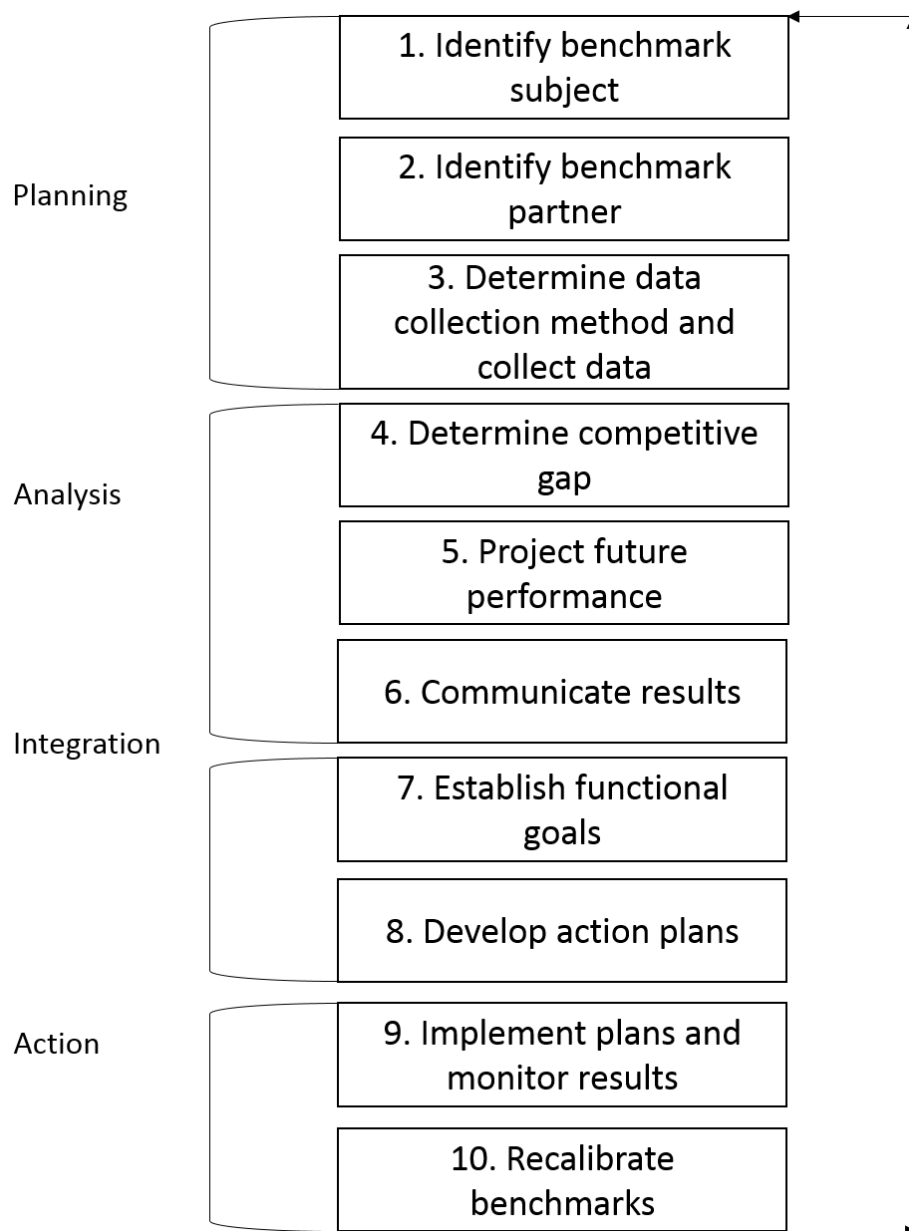 1. Identify benchmark
subject
2. Identify benchmark
partner
Planning
3. Determine data
collection method and
collect data
4. Determine competitive
gap
Analysis
5. Project future
performance
6. Communicate results
Integration
7. Establish functional
goals
8. Develop action plans
9. Implement plans and
monitor results
Action
10. Recalibrate
benchmarks